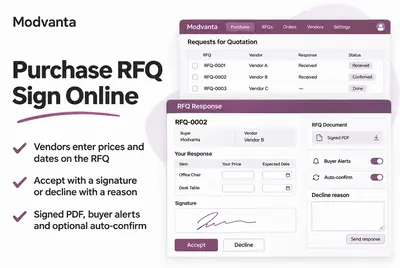 Modvanta
Purchase RFQ
Sign Online
Vendors enter prices and
dates on the RFQ
Accept with a signature
or decline with a reason
Signed PDF, buyer alerts
and optional auto-confirm
Modvanta
Purchase RFQs Orders Vendors Settings
Requests for Quotation
RFQ Vendor Response Status
RFQ-0001 Vendor A Received Received
RFQ-0002 Vendor B Received Confirmed
RFQ-0003 Vendor C — Done
RFQ Response
RFQ-0002
Buyer Vendor
Modvanta Vendor B
Your Response
Item Your Price Expected Date
Office Chair
Desk Table
Signature
Accept Decline
RFQ Document
Signed PDF
Buyer Alerts
Auto-confirm
Decline reason
Send response